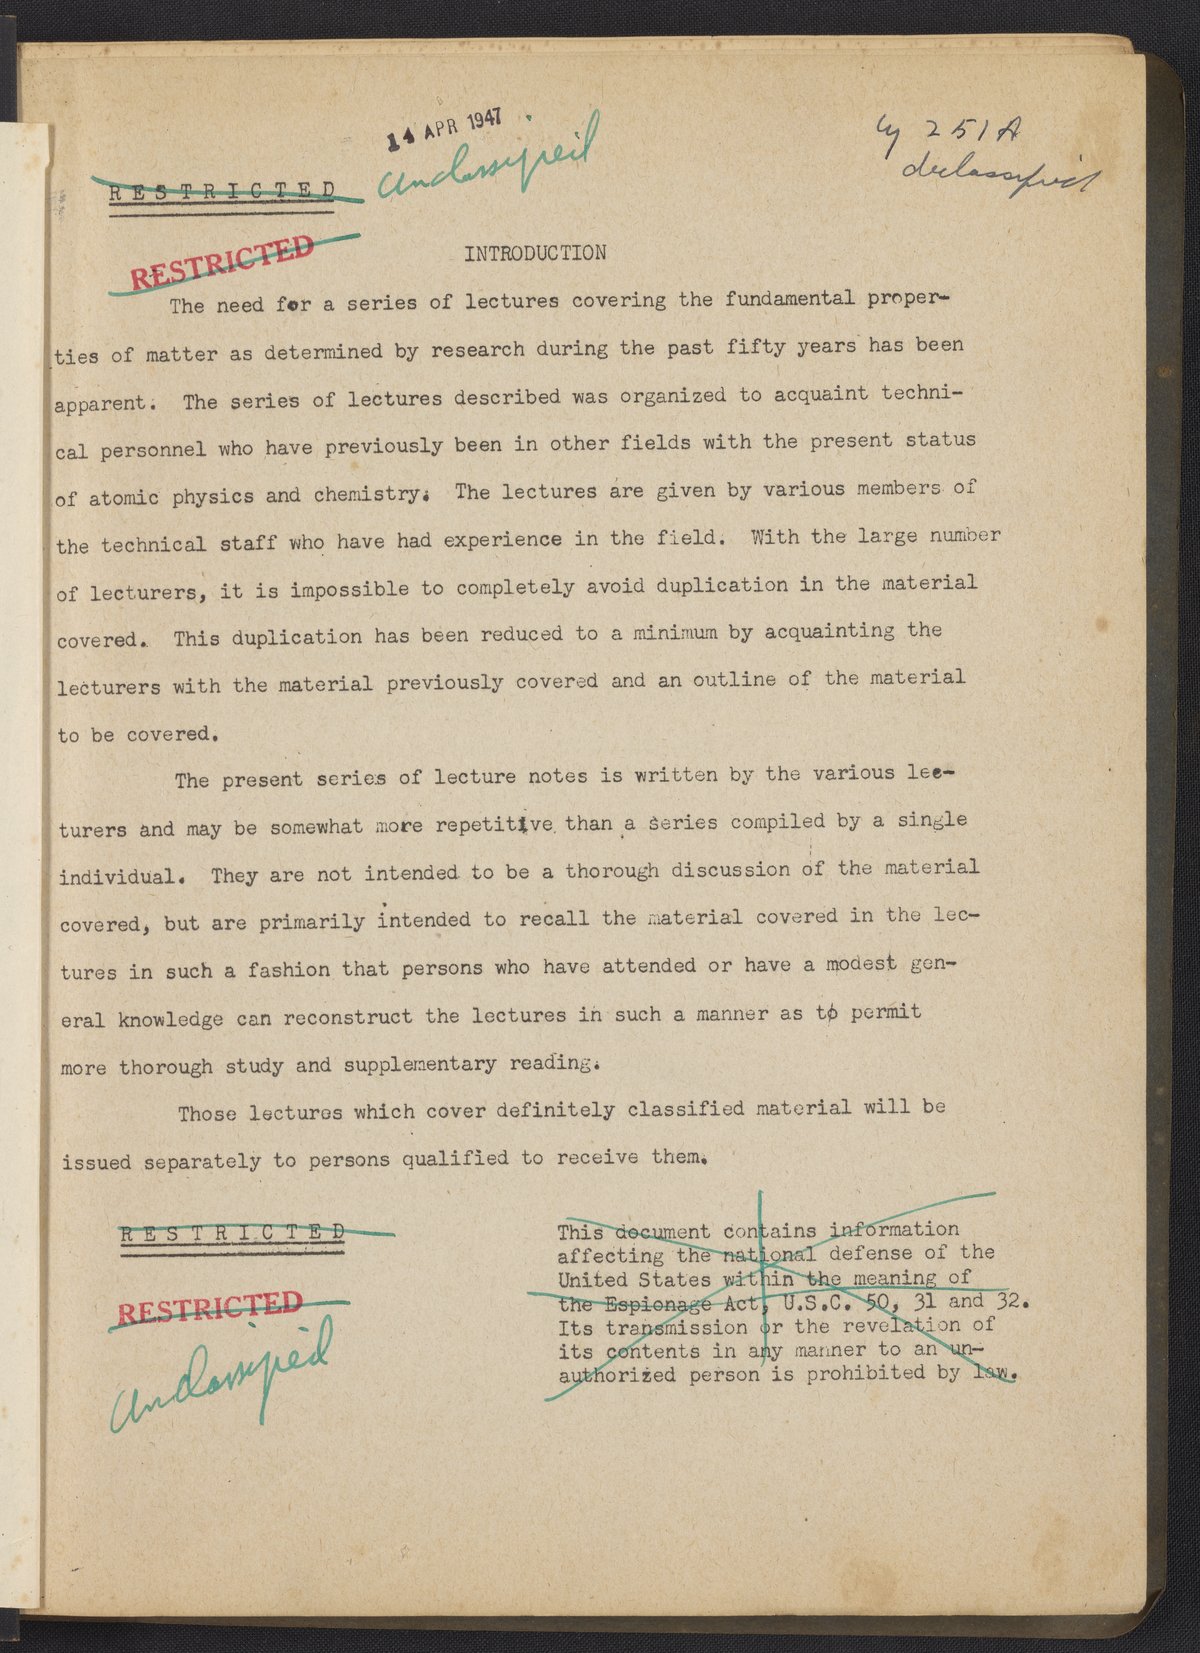 14 APR 1947
Unclassified
251A
declassified
RESTRICTED
RESTRICTED
INTRODUCTION
The need for a series of lectures covering the fundamental proper-
ties of matter as determined by research during the past fifty years has been
apparent. The series of lectures described was organized to acquaint techni-
cal personnel who have previously been in other fields with the present status
of atomic physics and chemistry. The lectures are given by various members of
the technical staff who have had experience in the field. With the large number
of lecturers, it is impossible to completely avoid duplication in the material
covered. This duplication has been reduced to a minimum by acquainting the
lecturers with the material previously covered and an outline of the material
to be covered.
The present series of lecture notes is written by the various lec-
turers and may be somewhat more repetitive than a series compiled by a single
individual. They are not intended to be a thorough discussion of the material
covered, but are primarily intended to recall the material covered in the lec-
tures in such a fashion that persons who have attended or have a modest gen-
eral knowledge can reconstruct the lectures in such a manner as to permit
more thorough study and supplementary reading.
Those lectures which cover definitely classified material will be
issued separately to persons qualified to receive them.
RESTRICTED
RESTRICTED
Unclassified
This document contains information
affecting the national defense of the
United States within the meaning of
the Espionage Act, U.S.C. 50, 31 and 32.
Its transmission or the revelation of
its contents in any manner to an un-
authorized person is prohibited by law.